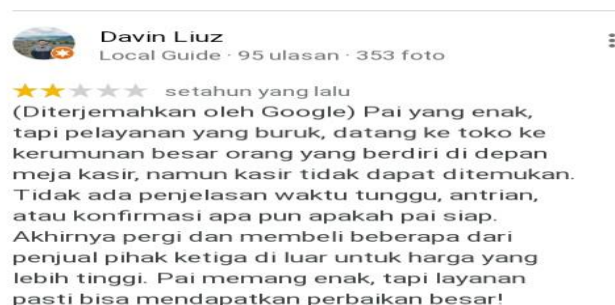 Davin Liuz
Local Guide · 95 ulasan · 353 foto
setahun yang lalu
(Diterjemahkan oleh Google) Pai yang enak,
tapi pelayanan yang buruk, datang ke toko ke
kerumunan besar orang yang berdiri di depan
meja kasir, namun kasir tidak dapat ditemukan.
Tidak ada penjelasan waktu tunggu, antrian,
atau konfirmasi apa pun apakah pai siap.
Akhirnya pergi dan membeli beberapa dari
penjual pihak ketiga di luar untuk harga yang
lebih tinggi. Pai memang enak, tapi layanan
pasti bisa mendapatkan perbaikan besar!